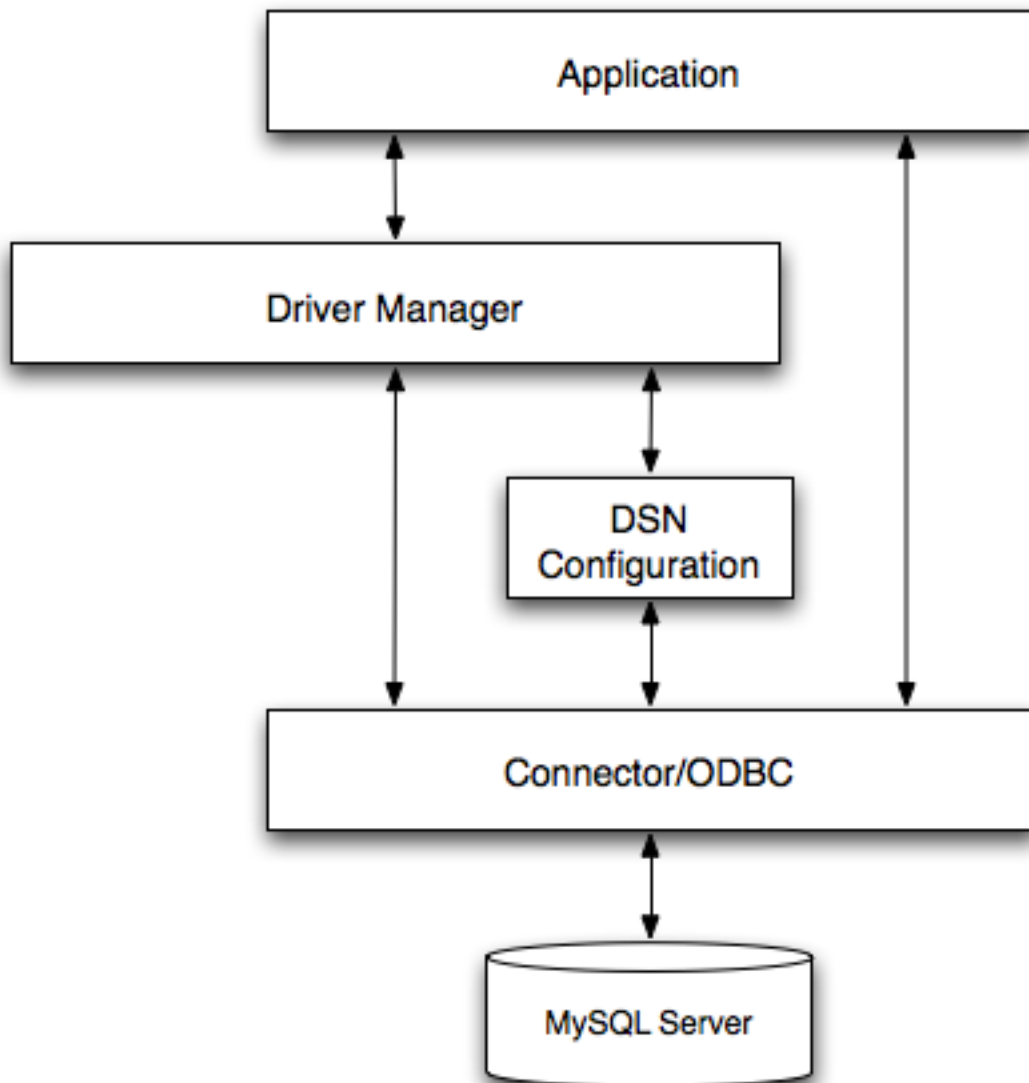 Application
Driver Manager
DSN
Configuration
Connector/ODBC
MySQL Server